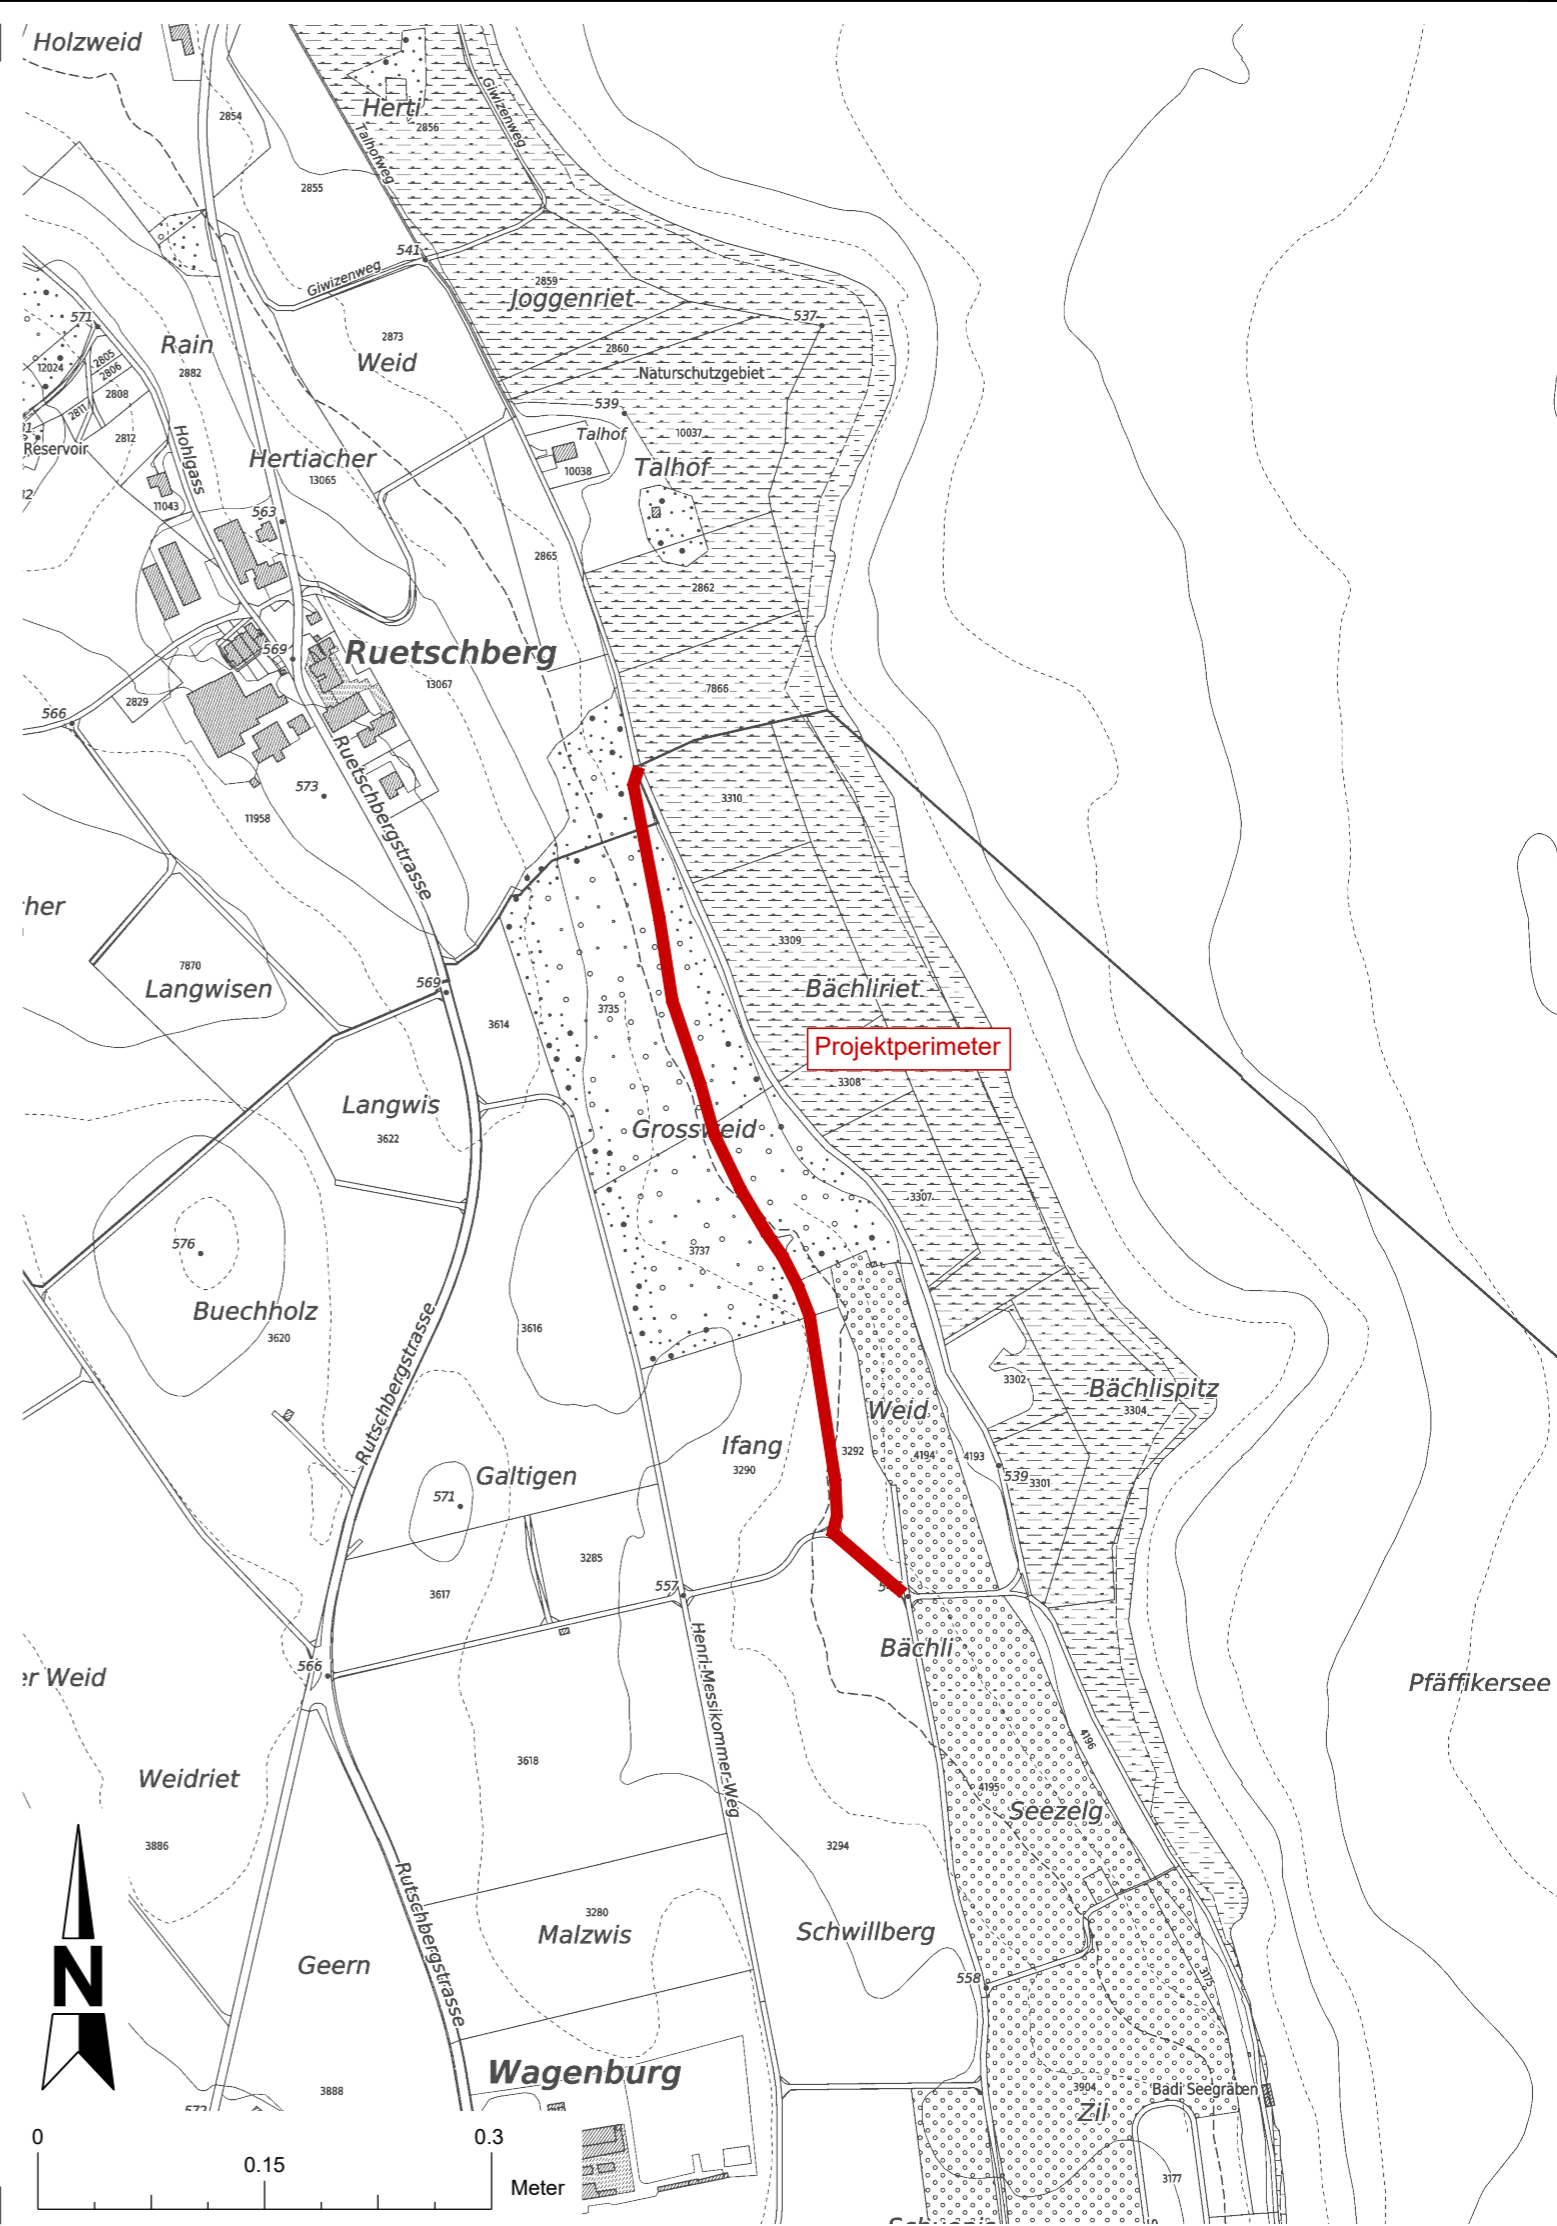 Holzweid
2854
Herti
2856
Giwizenweg
Talhofweg
2855
541
Giwizenweg
2859
Joggenriet
571
537
Rain
2882
2873
Weid
2860
Naturschutzgebiet
12024
2805
2806
2808
2811
2812
539
Talhof
10037
Reservoir
Hohlgass
Hertiacher
13065
10038
Talhof
11043
563
2865
2862
569
Ruetschberg
13067
7866
2829
566
Ruetschbergstrasse
573
11958
3310
7870
Langwisen
569
3614
3735
3309
Bächliriet
Projektperimeter
3308
Langwis
3622
Grossweid
3307
576
3737
Buechholz
3620
3616
Rutschbergstrasse
3302
Bächlispitz
3304
Weid
Ifang
3290
3292
4194
4193
539
3301
Galtigen
571
3285
3617
557
Bächli
Henri-Messikommer-Weg
566
er Weid
Pfäffikersee
4196
Weidriet
3618
4195
Seezelg
3886
3294
Rutschbergstrasse
3280
Malzwis
Schwillberg
Geern
558
3175
N
Wagenburg
3888
3904
Badi Seegräben
Zil
572
3177
0
0.15
0.3
Meter